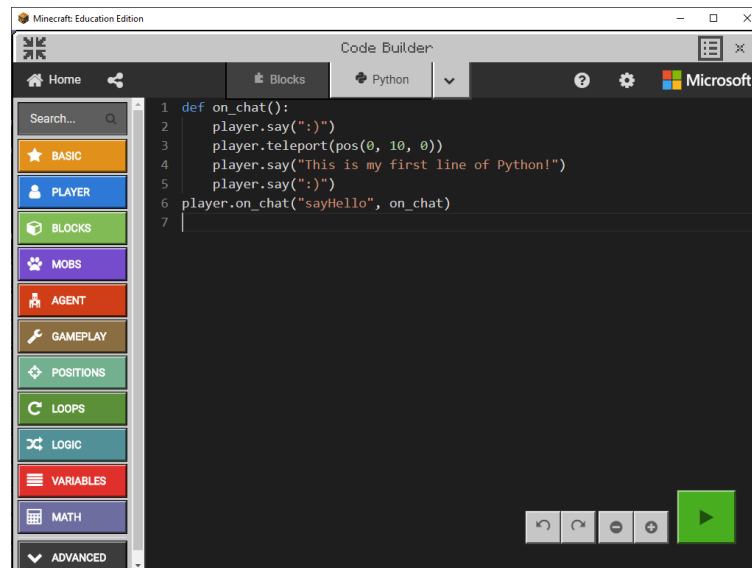 Minecraft: Education Edition
Code Builder
Home
Blocks
Python
Microsoft
Search...
BASIC
PLAYER
BLOCKS
MOBS
AGENT
GAMEPLAY
POSITIONS
LOOPS
LOGIC
VARIABLES
MATH
ADVANCED
1 def on_chat():
2     player.say(":)")
3     player.teleport(pos(0, 10, 0))
4     player.say("This is my first line of Python!")
5     player.say(":)")
6 player.on_chat("sayHello", on_chat)
7